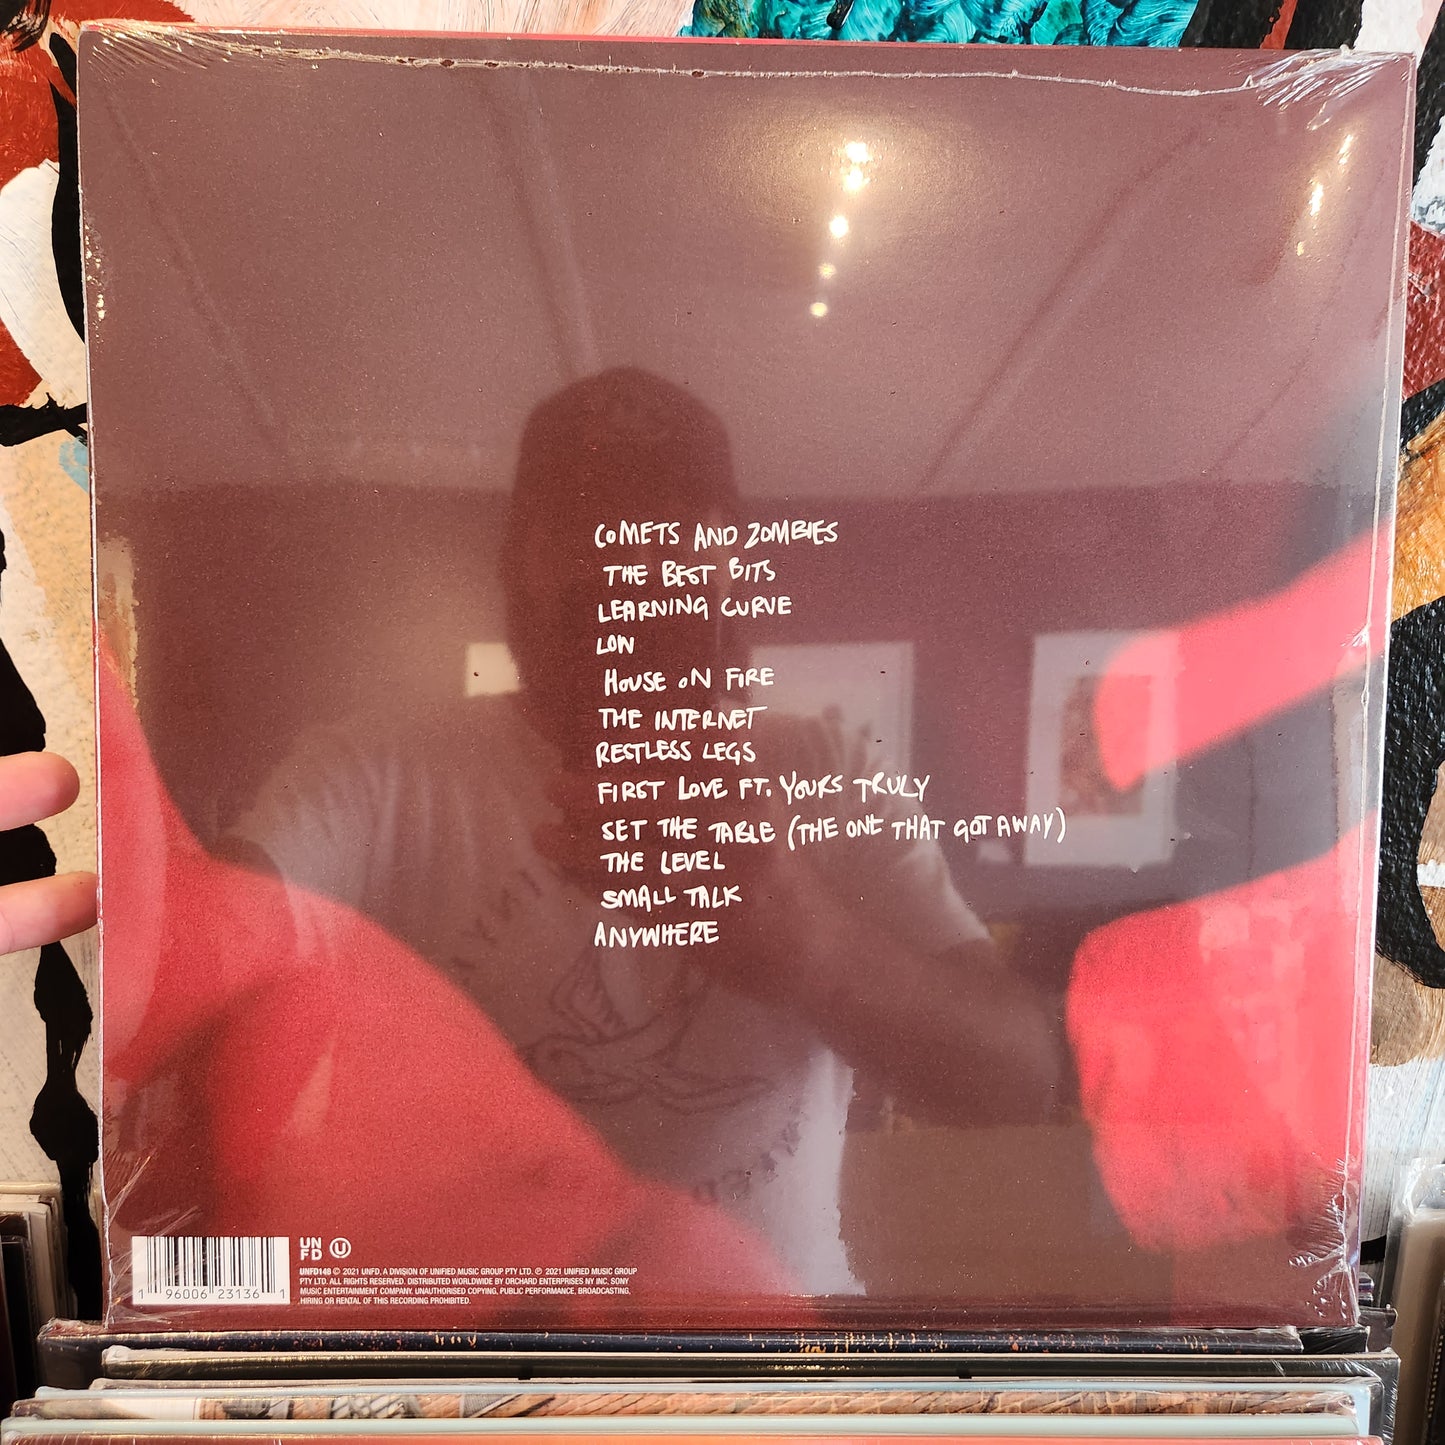 COMETS AND ZOMBIES
THE BEST BITS
LEARNING CURVE
LOW
HOUSE ON FIRE
THE INTERNET
RESTLESS LEGS
FIRST LOVE FT. YOURS TRULY
SET THE TABLE (THE ONE THAT GOT AWAY)
THE LEVEL
SMALL TALK
ANYWHERE
UN
FD
U
UNFD148 © 2021 UNFD, A DIVISION OF UNIFIED MUSIC GROUP PTY LTD. ℗ 2021 UNIFIED MUSIC GROUP
PTY LTD. ALL RIGHTS RESERVED. DISTRIBUTED WORLDWIDE BY ORCHARD ENTERPRISES NY INC. SONY
MUSIC ENTERTAINMENT COMPANY. UNAUTHORISED COPYING, PUBLIC PERFORMANCE, BROADCASTING,
HIRING OR RENTAL OF THIS RECORDING PROHIBITED.
1 96006 23136 1